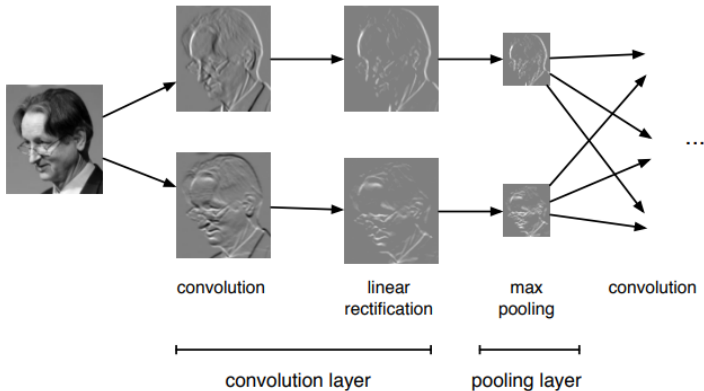 ...
convolution
linear
rectification
max
pooling
convolution
convolution layer
pooling layer